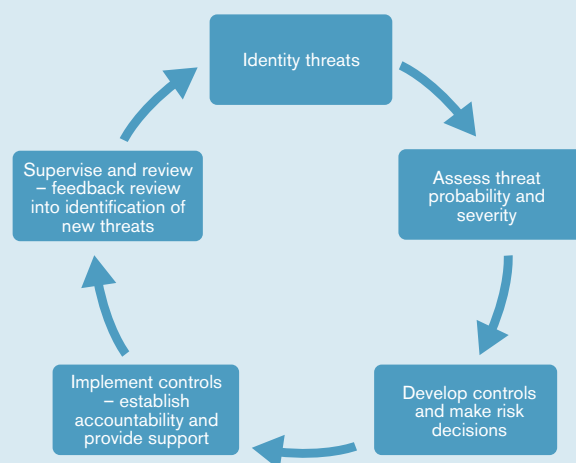 Identity threats
Assess threat
probability and
severity
Develop controls
and make risk
decisions
Implement controls
– establish
accountability and
provide support
Supervise and review
– feedback review
into identification of
new threats